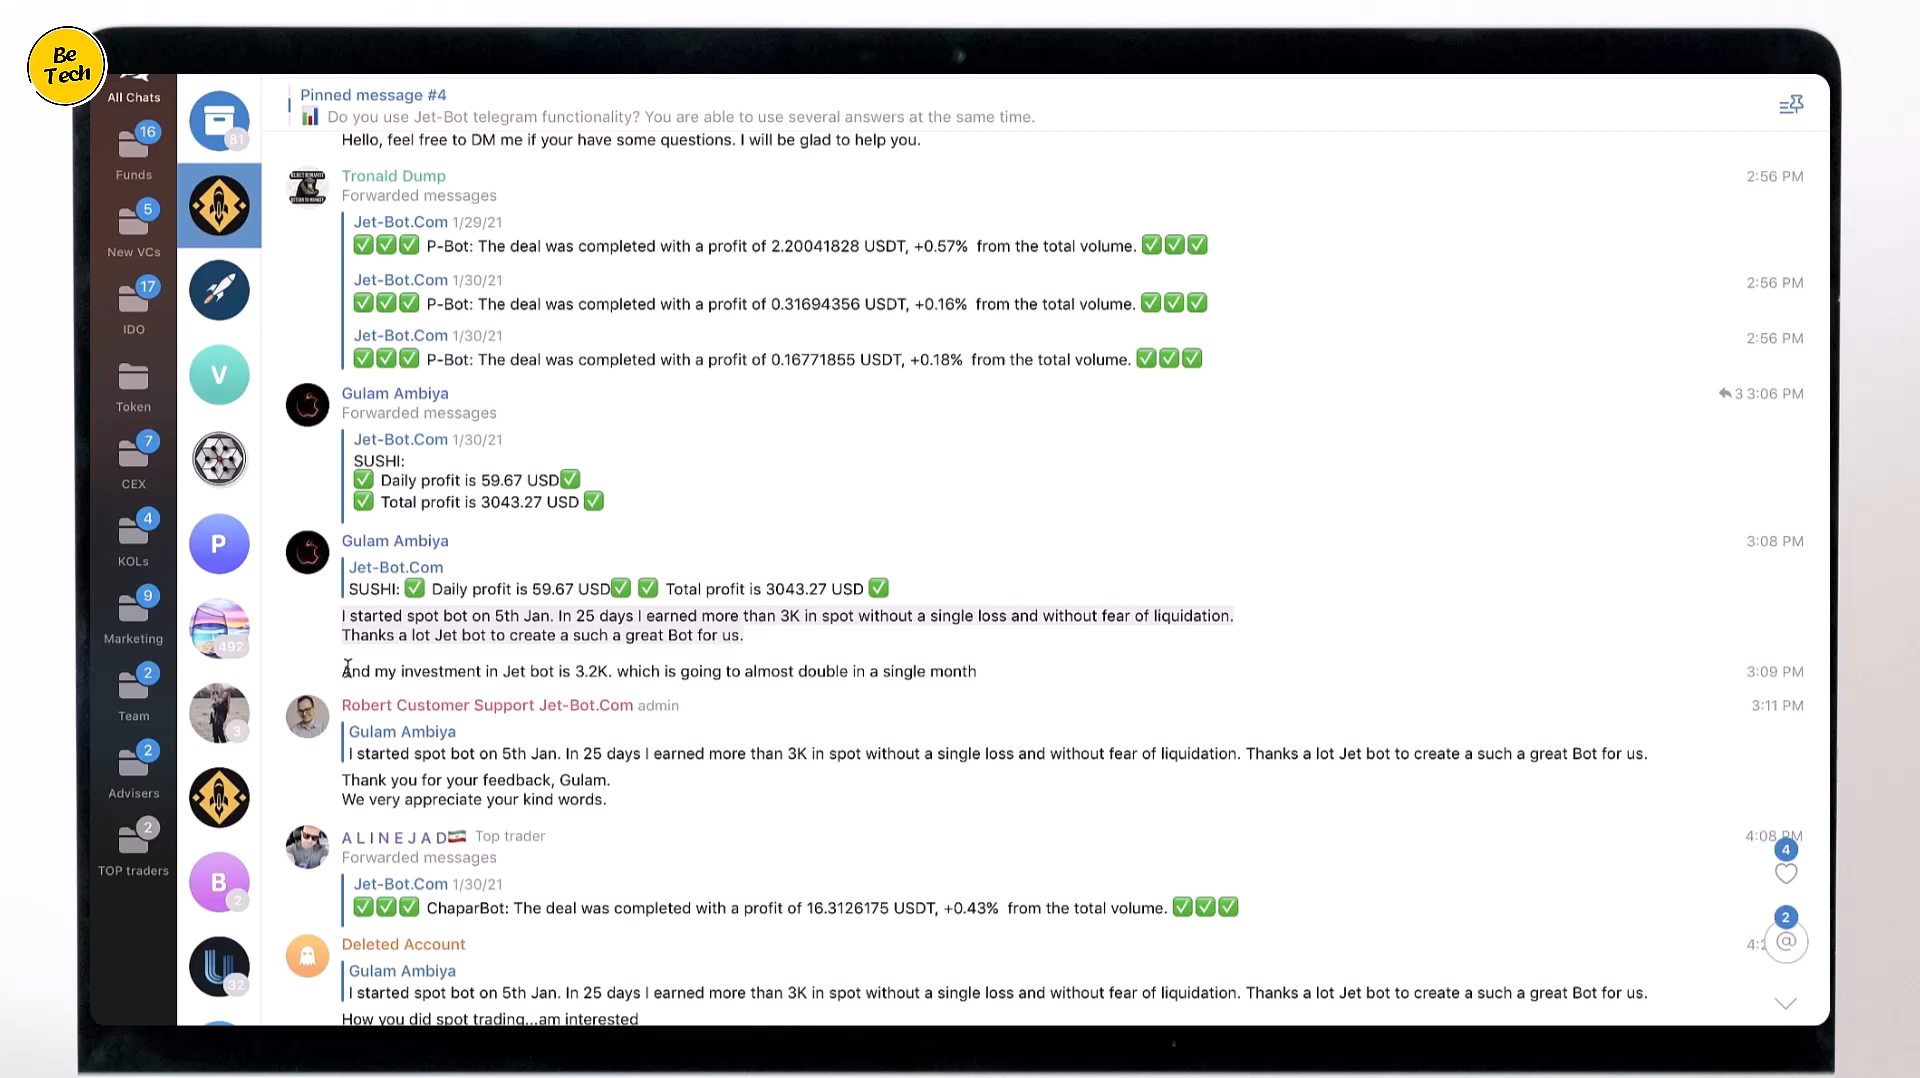 Be
Tech
All Chats
16
Funds
5
New VCs
17
IDO
Token
7
CEX
4
KOLs
9
Marketing
2
Team
2
Advisers
2
TOP traders
81
V
P
492
3
B
2
32
Pinned message #4
Do you use Jet-Bot telegram functionality? You are able to use several answers at the same time.
Hello, feel free to DM me if your have some questions. I will be glad to help you.
Tronald Dump 2:56 PM
Forwarded messages
Jet-Bot.Com 1/29/21
✅✅✅ P-Bot: The deal was completed with a profit of 2.20041828 USDT, +0.57% from the total volume. ✅✅✅
Jet-Bot.Com 1/30/21 2:56 PM
✅✅✅ P-Bot: The deal was completed with a profit of 0.31694356 USDT, +0.16% from the total volume. ✅✅✅
Jet-Bot.Com 1/30/21 2:56 PM
✅✅✅ P-Bot: The deal was completed with a profit of 0.16771855 USDT, +0.18% from the total volume. ✅✅✅
Gulam Ambiya 3 3:06 PM
Forwarded messages
Jet-Bot.Com 1/30/21
SUSHI:
✅ Daily profit is 59.67 USD✅
✅ Total profit is 3043.27 USD ✅
Gulam Ambiya 3:08 PM
Jet-Bot.Com
SUSHI: ✅ Daily profit is 59.67 USD✅ ✅ Total profit is 3043.27 USD ✅
I started spot bot on 5th Jan. In 25 days I earned more than 3K in spot without a single loss and without fear of liquidation.
Thanks a lot Jet bot to create a such a great Bot for us.
And my investment in Jet bot is 3.2K. which is going to almost double in a single month 3:09 PM
Robert Customer Support Jet-Bot.Com admin 3:11 PM
Gulam Ambiya
I started spot bot on 5th Jan. In 25 days I earned more than 3K in spot without a single loss and without fear of liquidation. Thanks a lot Jet bot to create a such a great Bot for us.
Thank you for your feedback, Gulam.
We very appreciate your kind words.
A L I N E J A D Top trader 4:08 PM
Forwarded messages
4
Jet-Bot.Com 1/30/21
✅✅✅ ChaparBot: The deal was completed with a profit of 16.3126175 USDT, +0.43% from the total volume. ✅✅✅
2
Deleted Account
@
Gulam Ambiya
I started spot bot on 5th Jan. In 25 days I earned more than 3K in spot without a single loss and without fear of liquidation. Thanks a lot Jet bot to create a such a great Bot for us.
How you did spot trading...am interested